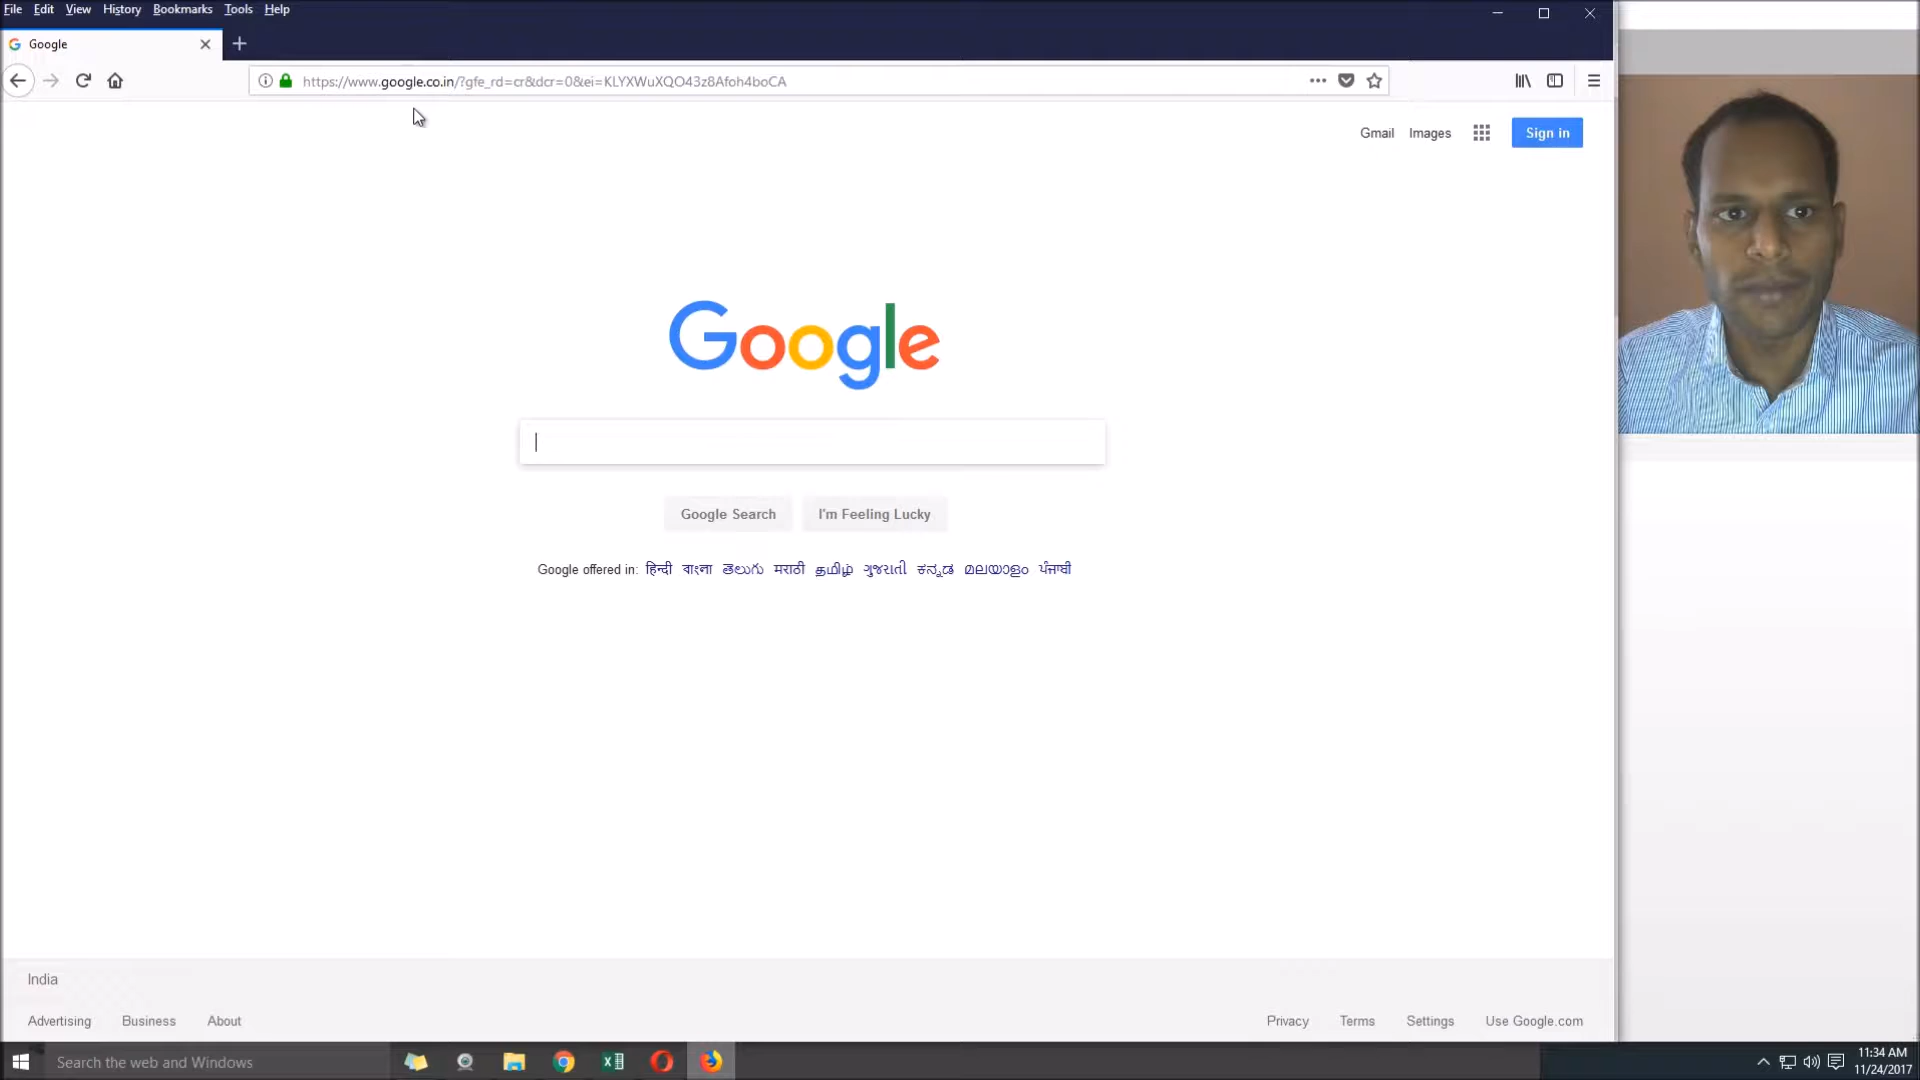 File Edit View History Bookmarks Tools Help
Google
https://www.google.co.in/?gfe_rd=cr&dcr=0&ei=KLYXWuXQO43z8Afoh4boCA
Gmail Images Sign in
Google
Google Search I'm Feeling Lucky
Google offered in: हिन्दी বাংলা తెలుగు मराठी தமிழ் ગુજરાતી ಕನ್ನಡ മലയാളം ਪੰਜਾਬੀ
India
Advertising Business About Privacy Terms Settings Use Google.com
Search the web and Windows
11:34 AM
11/24/2017